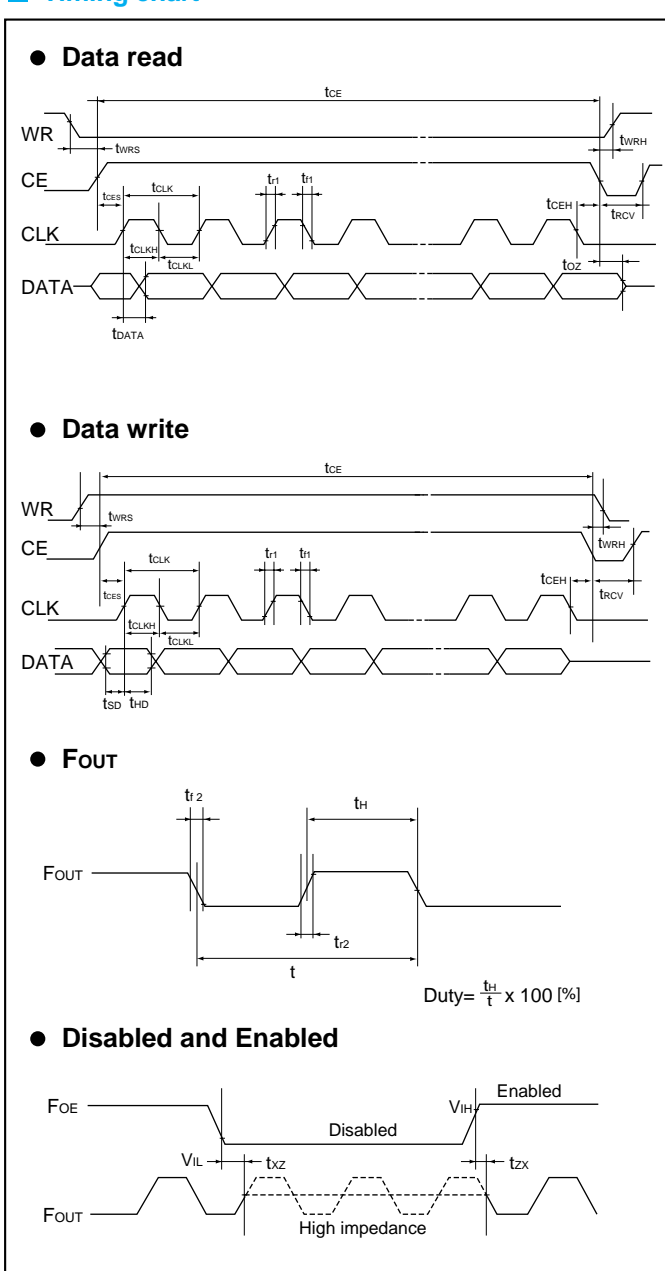 Timing chart
● Data read
tCE
WR
tWRS
tWRH
CE
tCES
tCLK
tr1
tf1
tCEH
tRCV
CLK
tCLKH
tCLKL
tOZ
DATA
tDATA
● Data write
tCE
WR
tWRS
CE
tWRH
tCES
tCLK
tr1
tf1
tCEH
tRCV
CLK
tCLKH
tCLKL
DATA
tSD
tHD
● FOUT
tf 2
tH
FOUT
tr2
t
Duty= tH/t x 100 [%]
● Disabled and Enabled
FOE
VIH
Enabled
Disabled
VIL
tXZ
tZX
FOUT
High impedance